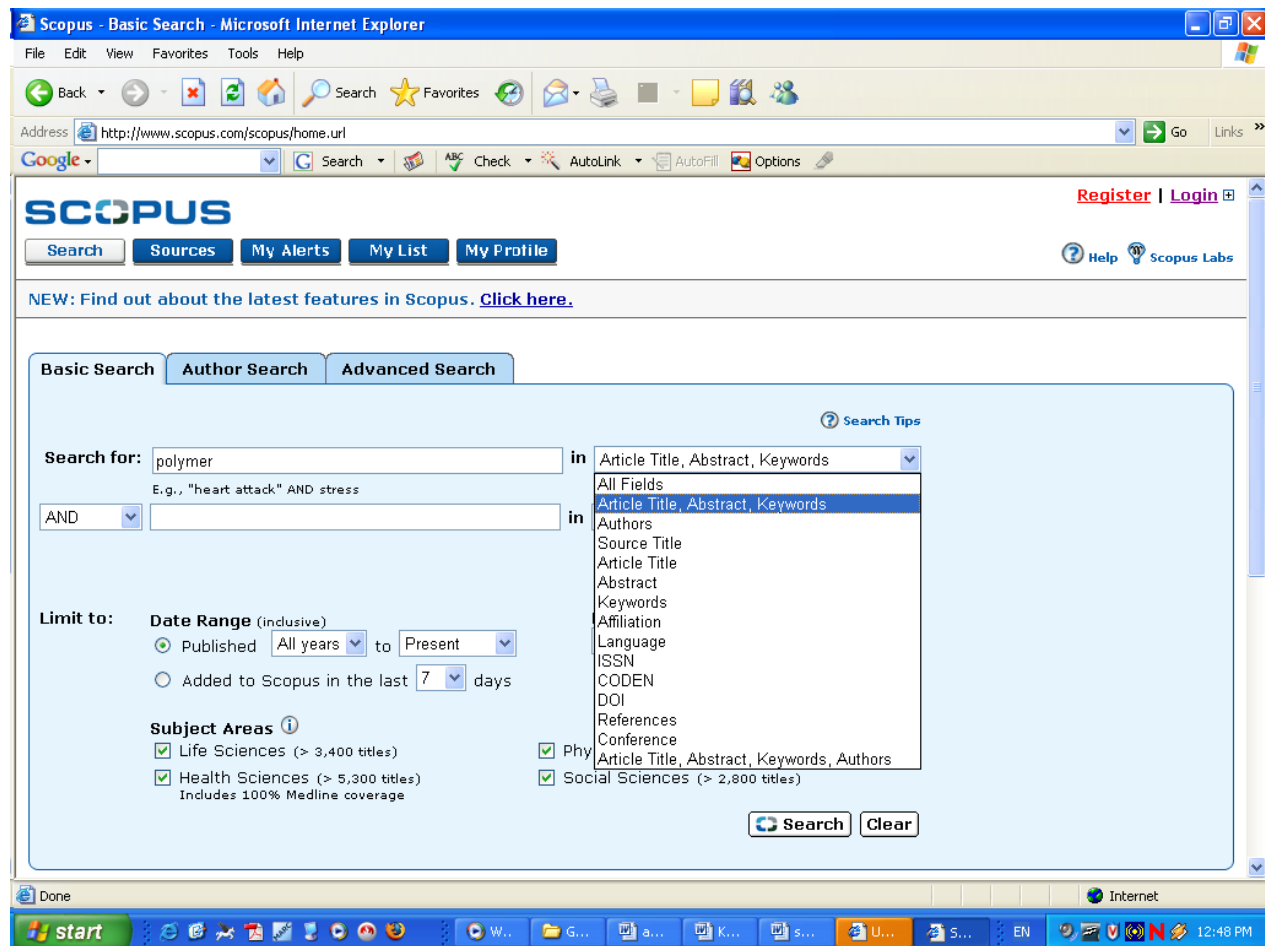 Scopus - Basic Search - Microsoft Internet Explorer
File Edit View Favorites Tools Help
Back Search Favorites
Address http://www.scopus.com/scopus/home.url Go Links »
Google Search ABC Check AutoLink AutoFill Options
Register | Login
SCOPUS
Search Sources My Alerts My List My Profile
Help Scopus Labs
NEW: Find out about the latest features in Scopus. Click here.
Basic Search Author Search Advanced Search
Search Tips
Search for: polymer in Article Title, Abstract, Keywords
E.g., "heart attack" AND stress
AND in
All Fields
Article Title, Abstract, Keywords
Authors
Source Title
Article Title
Abstract
Keywords
Affiliation
Language
ISSN
CODEN
DOI
References
Conference
Article Title, Abstract, Keywords, Authors
Limit to: Date Range (inclusive)
Published All years to Present
Added to Scopus in the last 7 days
Subject Areas
Life Sciences (> 3,400 titles) Phy
Health Sciences (> 5,300 titles) Social Sciences (> 2,800 titles)
Includes 100% Medline coverage
Search Clear
Done Internet
start W... G... a... K... s... U... S... EN 12:48 PM